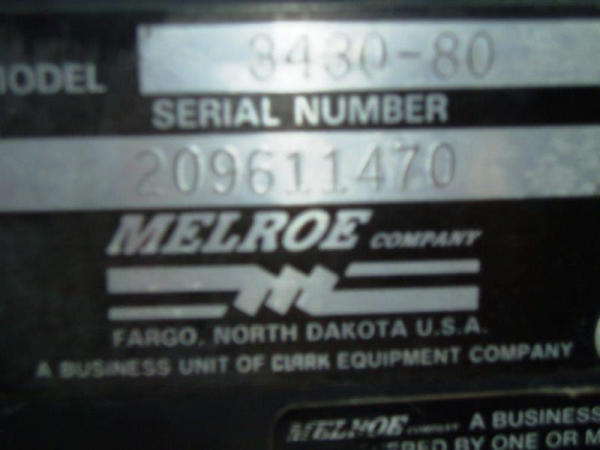 MODEL 3430-80
SERIAL NUMBER
209611470
MELROE COMPANY
FARGO, NORTH DAKOTA U.S.A.
A BUSINESS UNIT OF CLARK EQUIPMENT COMPANY
MELROE COMPANY A BUSINESS
BY ONE OR